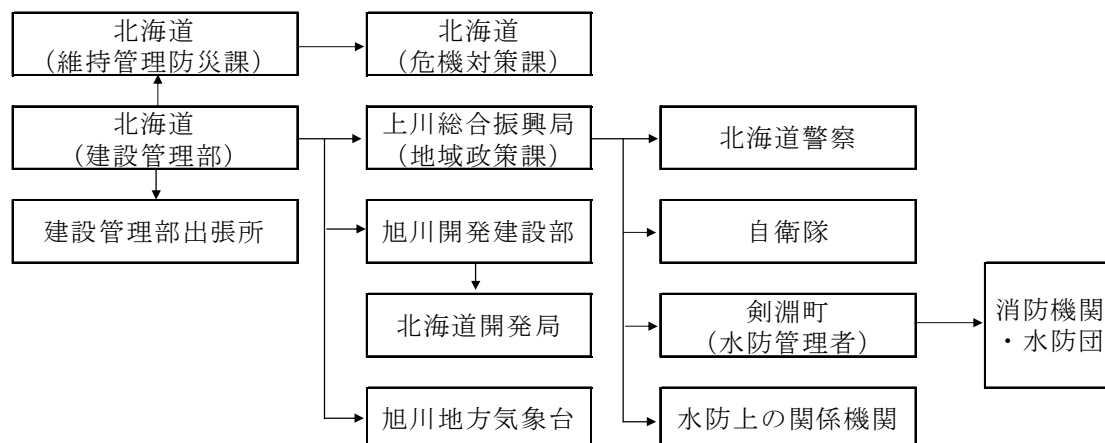 北海道
（維持管理防災課）
北海道
（危機対策課）
北海道
（建設管理部）
上川総合振興局
（地域政策課）
北海道警察
建設管理部出張所
旭川開発建設部
自衛隊
北海道開発局
剣淵町
（水防管理者）
消防機関
・水防団
旭川地方気象台
水防上の関係機関